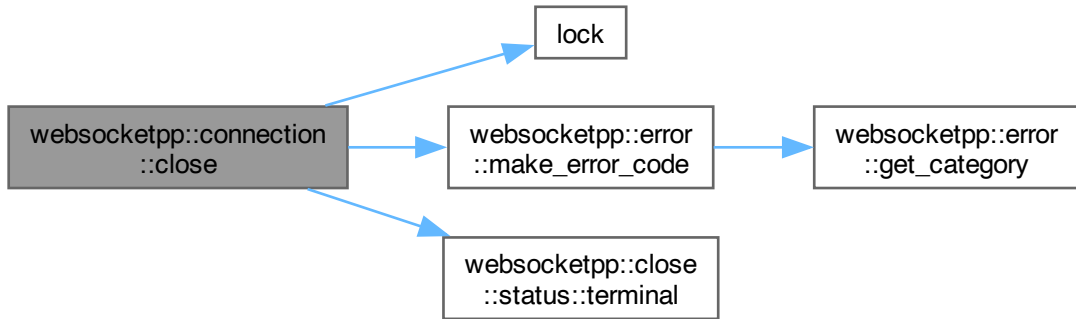 lock
websocketpp::connection
::close
websocketpp::error
::make_error_code
websocketpp::error
::get_category
websocketpp::close
::status::terminal